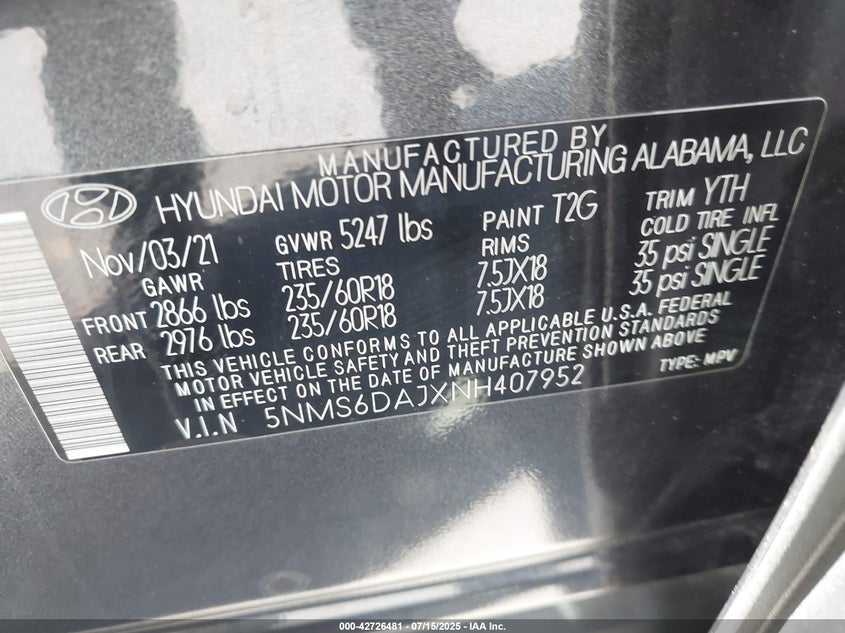 MANUFACTURED BY
HYUNDAI MOTOR MANUFACTURING ALABAMA, LLC
Nov/03/21 GVWR 5247 lbs PAINT T2G TRIM YTH
GAWR TIRES RIMS COLD TIRE INFL
FRONT 2866 lbs 235/60R18 7.5JX18 35 psi SINGLE
REAR 2976 lbs 235/60R18 7.5JX18 35 psi SINGLE
THIS VEHICLE CONFORMS TO ALL APPLICABLE U.S.A. FEDERAL
MOTOR VEHICLE SAFETY AND THEFT PREVENTION STANDARDS
IN EFFECT ON THE DATE OF MANUFACTURE SHOWN ABOVE
V.I.N 5NMS6DAJXNH407952 TYPE: MPV
000-42726481 - 07/15/2025 - IAA Inc.